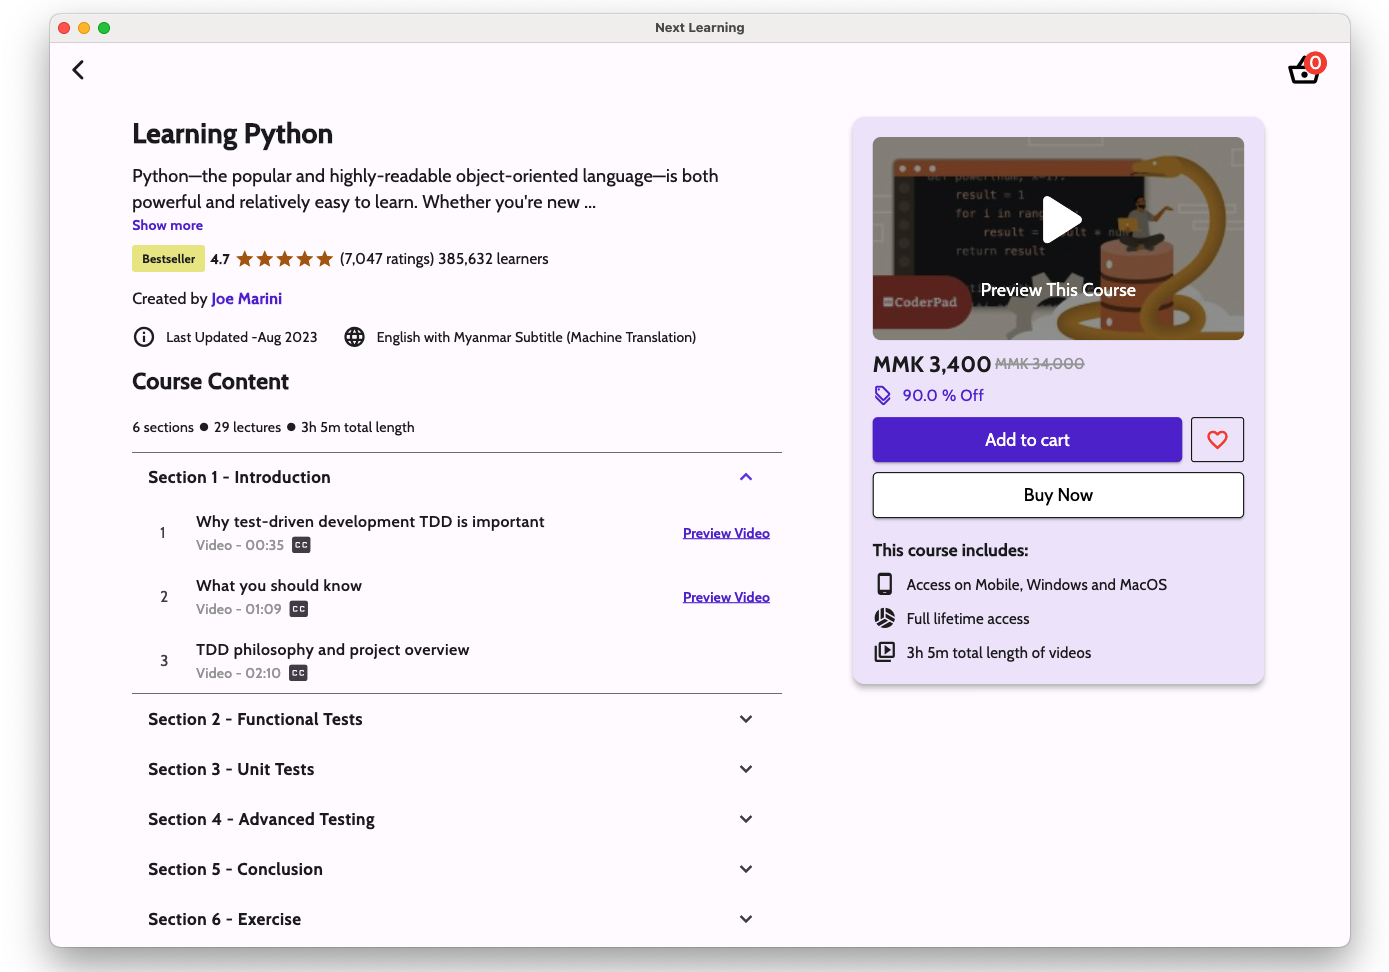 Next Learning
0
Learning Python
Python—the popular and highly-readable object-oriented language—is both
powerful and relatively easy to learn. Whether you're new ...
Show more
Bestseller 4.7 (7,047 ratings) 385,632 learners
Created by Joe Marini
Last Updated -Aug 2023 English with Myanmar Subtitle (Machine Translation)
Course Content
6 sections ● 29 lectures ● 3h 5m total length
Section 1 - Introduction
1
Why test-driven development TDD is important
Video - 00:35 CC
Preview Video
2
What you should know
Video - 01:09 CC
Preview Video
3
TDD philosophy and project overview
Video - 02:10 CC
Section 2 - Functional Tests
Section 3 - Unit Tests
Section 4 - Advanced Testing
Section 5 - Conclusion
Section 6 - Exercise
result = 1
for i in
result =
return result
CoderPad
Preview This Course
MMK 3,400 MMK 34,000
90.0 % Off
Add to cart
Buy Now
This course includes:
Access on Mobile, Windows and MacOS
Full lifetime access
3h 5m total length of videos